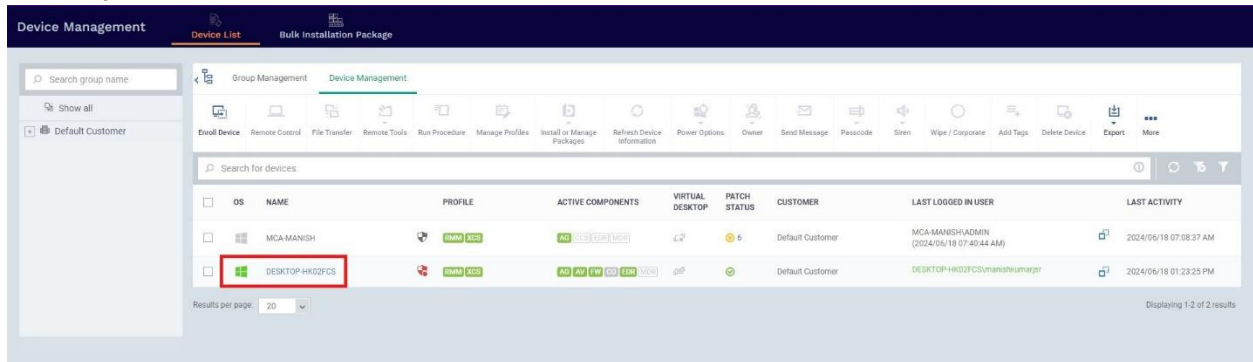 Device Management
Device List
Bulk Installation Package
Search group name
Show all
Default Customer
Group Management
Device Management
Enroll Device
Remote Control
File Transfer
Remote Tools
Run Procedure
Manage Profiles
Install or Manage
Packages
Refresh Device
Information
Power Options
Owner
Send Message
Passcode
Siren
Wipe / Corporate
Add Tags
Delete Device
Export
More
Search for devices
OS NAME PROFILE ACTIVE COMPONENTS VIRTUAL DESKTOP PATCH STATUS CUSTOMER LAST LOGGED IN USER LAST ACTIVITY
MCA-MANISH RMM XCS AG CCS EDR MDR 6 Default Customer MCA-MANISH\ADMIN
(2024/06/18 07:40:44 AM) 2024/06/18 07:08:37 AM
DESKTOP-HK02FCS RMM XCS AG AV FW CO EDR MDR Default Customer DESKTOP-HK02FCS\manishkumarjsr 2024/06/18 01:23:25 PM
Results per page: 20
Displaying 1-2 of 2 results